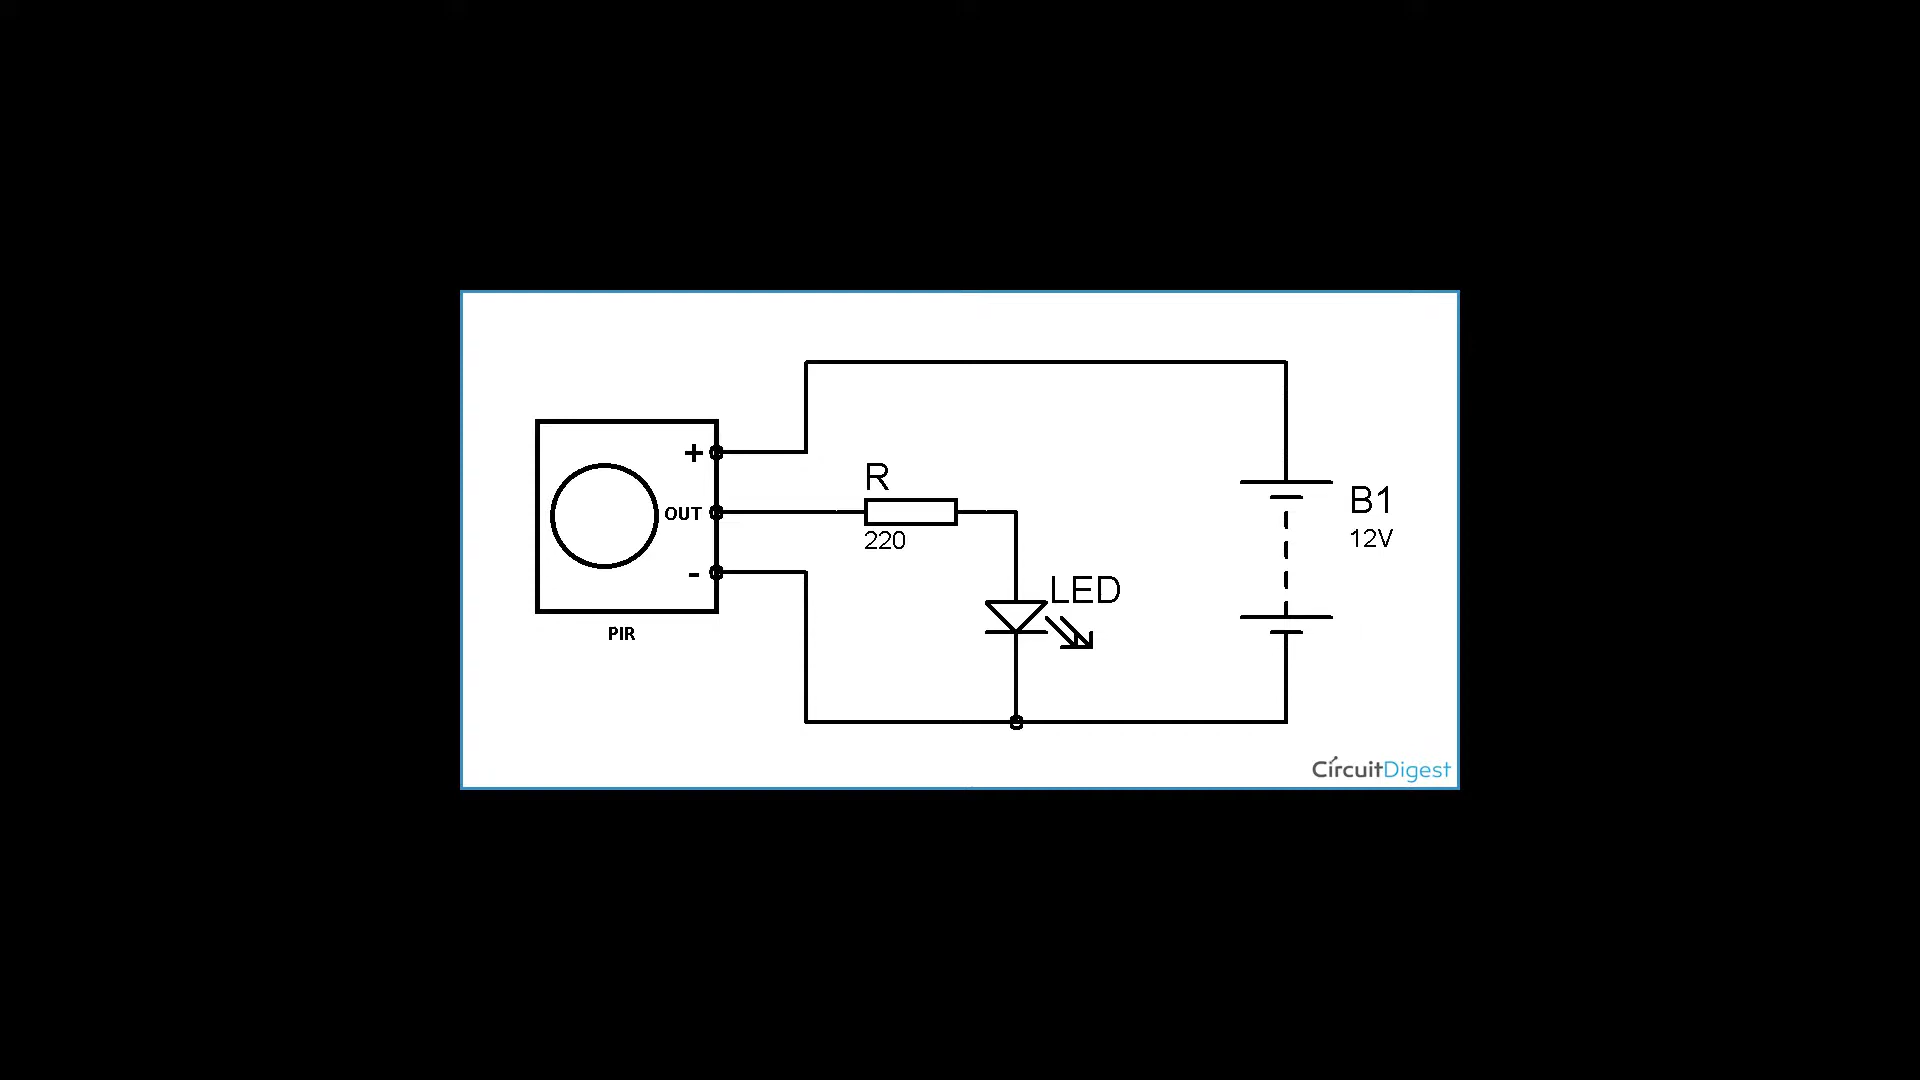 +
R
B1
OUT
220
12V
-
LED
PIR
CircuitDigest